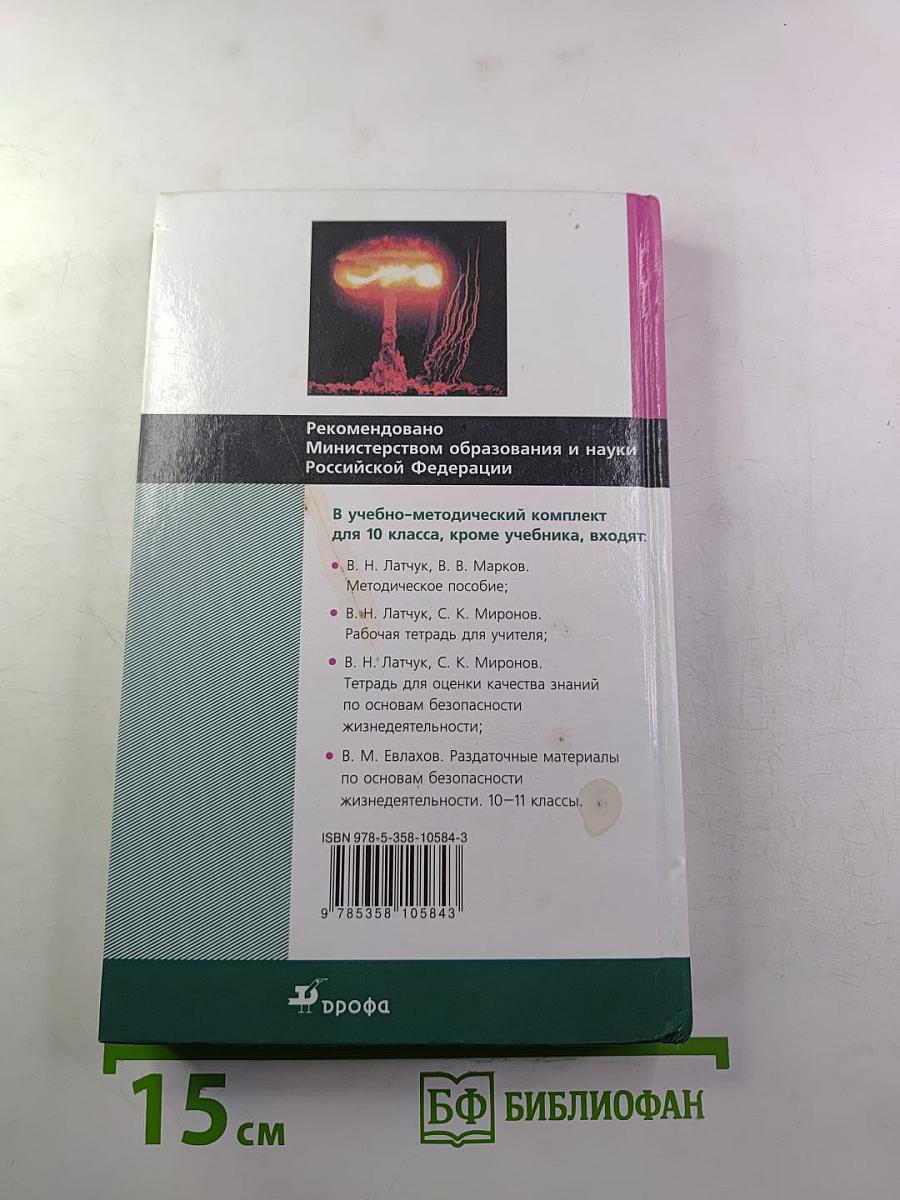 Рекомендовано
Министерством образования и науки
Российской Федерации
В учебно-методический комплект
для 10 класса, кроме учебника, входят:
• В. Н. Латчук, В. В. Марков.
Методическое пособие;
• В. Н. Латчук, С. К. Миронов.
Рабочая тетрадь для учителя;
• В. Н. Латчук, С. К. Миронов.
Тетрадь для оценки качества знаний
по основам безопасности
жизнедеятельности;
• В. М. Евлахов. Раздаточные материалы
по основам безопасности
жизнедеятельности. 10–11 классы.
ISBN 978-5-358-10584-3
9 785358 105843
дрофа
15 см
БФ БИБЛИОФАН